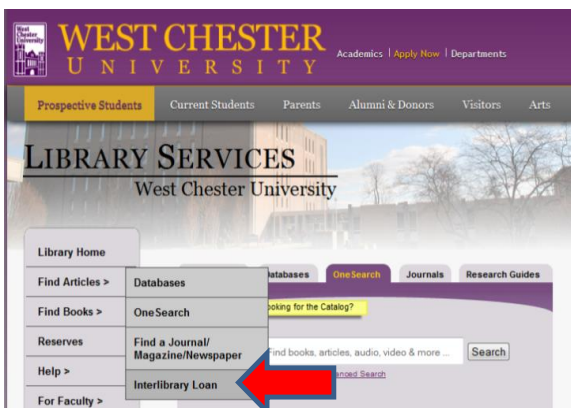 West Chester University
WEST CHESTER
UNIVERSITY
Academics | Apply Now | Departments
Prospective Students Current Students Parents Alumni & Donors Visitors Arts
LIBRARY SERVICES
West Chester University
Library Home
Find Articles >
Find Books >
Reserves
Help >
For Faculty >
Databases
OneSearch
Find a Journal/
Magazine/Newspaper
Interlibrary Loan
atabases OneSearch Journals Research Guides
ooking for the Catalog?
Find books, articles, audio, video & more ... Search
anced Search